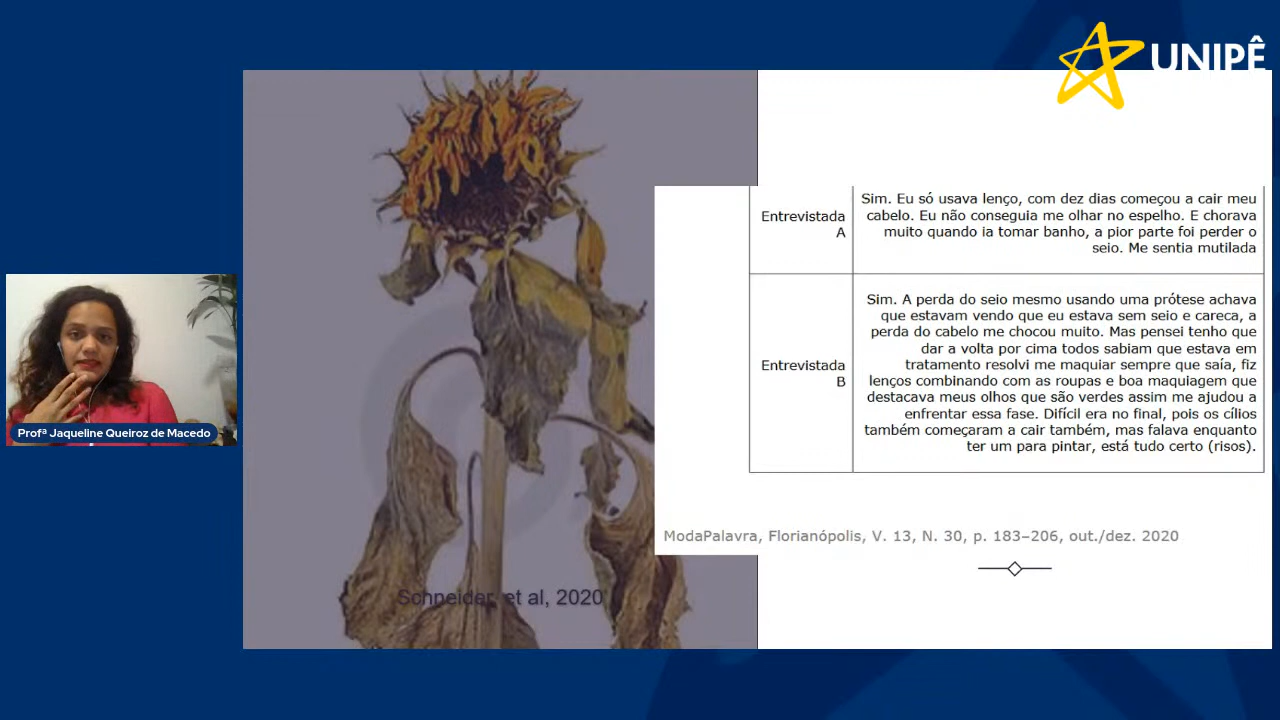 UNIPÊ
Entrevistada
A
Sim. Eu só usava lenço, com dez dias começou a cair meu
cabelo. Eu não conseguia me olhar no espelho. E chorava
muito quando ia tomar banho, a pior parte foi perder o
seio. Me sentia mutilada
Entrevistada
B
Sim. A perda do seio mesmo usando uma prótese achava
que estavam vendo que eu estava sem seio e careca, a
perda do cabelo me chocou muito. Mas pensei tenho que
dar a volta por cima todos sabiam que estava em
tratamento resolvi me maquiar sempre que saía, fiz
lenços combinando com as roupas e boa maquiagem que
destacava meus olhos que são verdes assim me ajudou a
enfrentar essa fase. Difícil era no final, pois os cílios
também começaram a cair também, mas falava enquanto
ter um para pintar, está tudo certo (risos).
Profª Jaqueline Queiroz de Macedo
ModaPalavra, Florianópolis, V. 13, N. 30, p. 183–206, out./dez. 2020
Schneider, et al, 2020